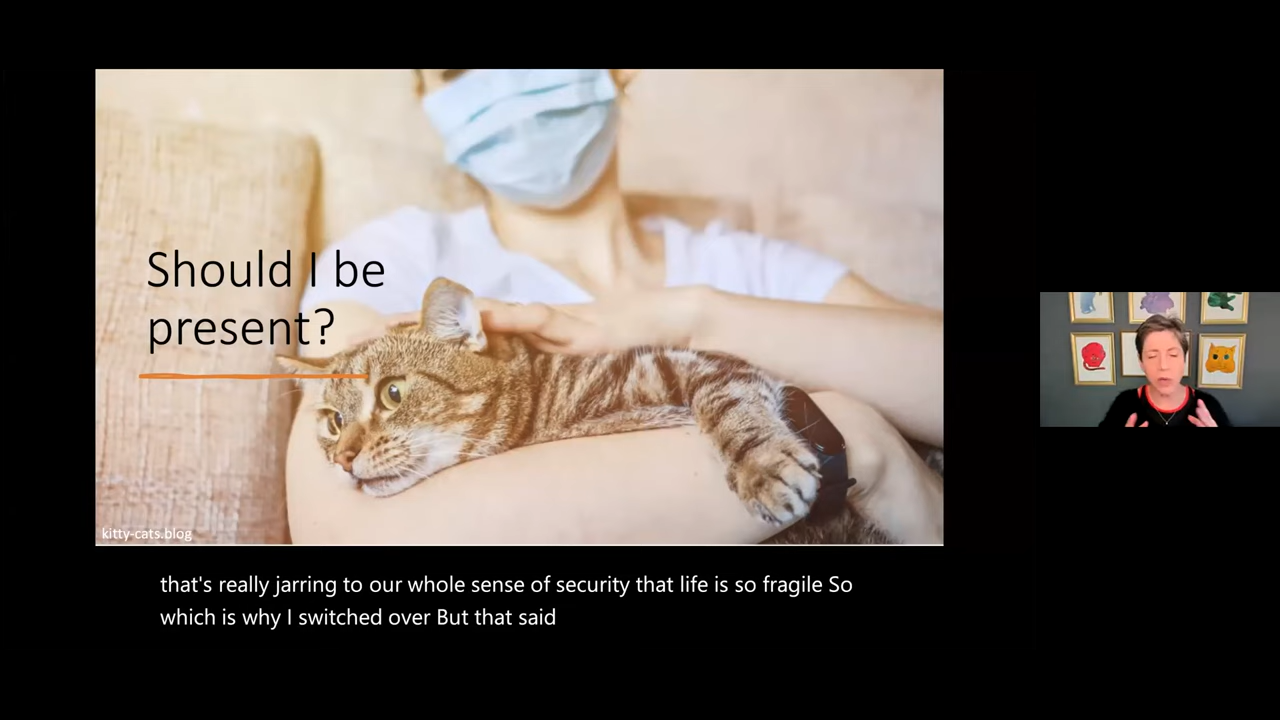 Should I be
present?
kitty-cats.blog
that's really jarring to our whole sense of security that life is so fragile So
which is why I switched over But that said